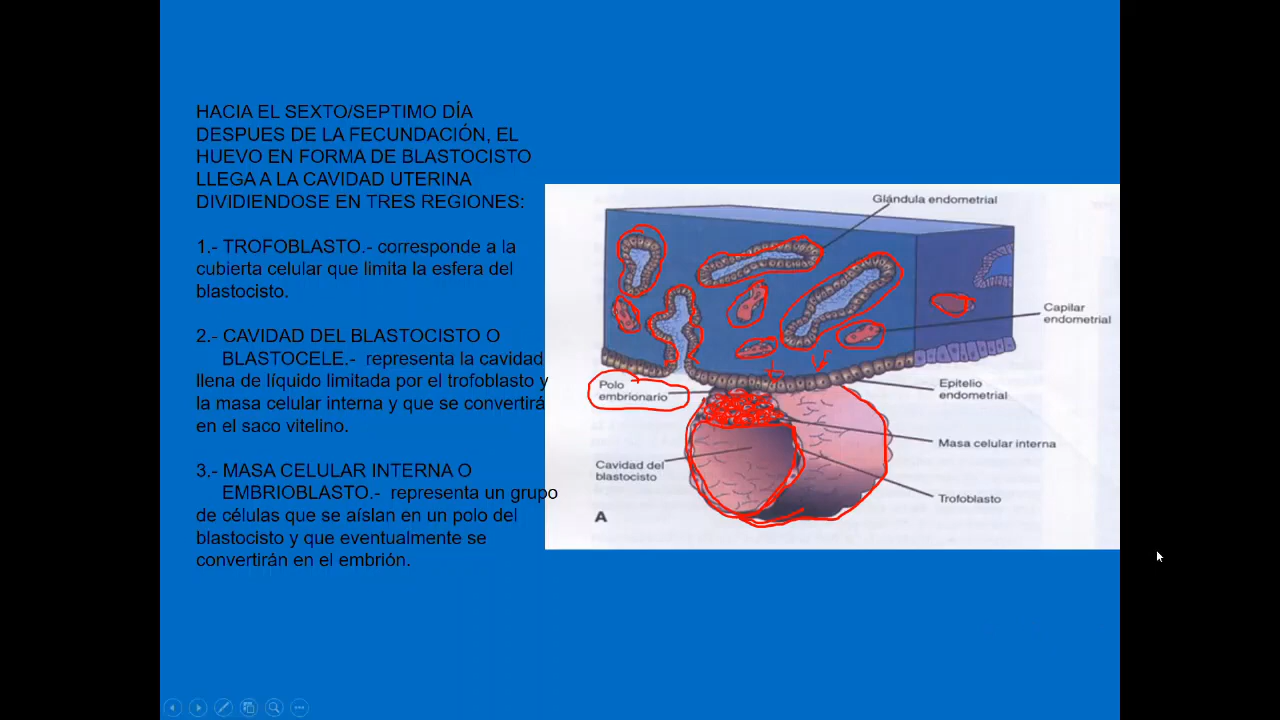 HACIA EL SEXTO/SEPTIMO DÍA
DESPUES DE LA FECUNDACIÓN, EL
HUEVO EN FORMA DE BLASTOCISTO
LLEGA A LA CAVIDAD UTERINA
DIVIDIENDOSE EN TRES REGIONES:
1.- TROFOBLASTO.- corresponde a la
cubierta celular que limita la esfera del
blastocisto.
2.- CAVIDAD DEL BLASTOCISTO O
BLASTOCELE.- representa la cavidad
llena de líquido limitada por el trofoblasto y
la masa celular interna y que se convertirá
en el saco vitelino.
3.- MASA CELULAR INTERNA O
EMBRIOBLASTO.- representa un grupo
de células que se aíslan en un polo del
blastocisto y que eventualmente se
convertirán en el embrión.
Glándula endometrial
Capilar
endometrial
Polo
embrionario
Epitelio
endometrial
Masa celular interna
Cavidad del
blastocisto
Trofoblasto
A